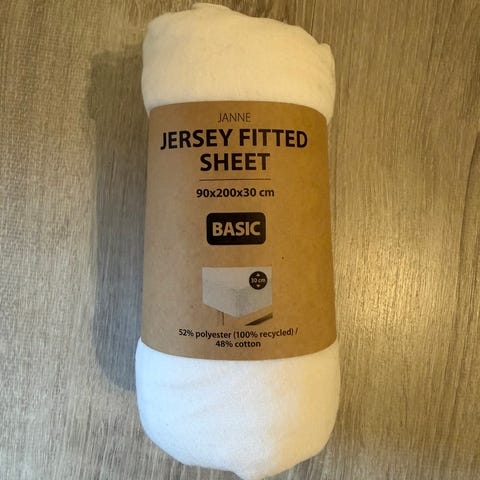 JANNE
JERSEY FITTED
SHEET
90x200x30 cm
BASIC
30 cm
52% polyester (100% recycled) /
48% cotton